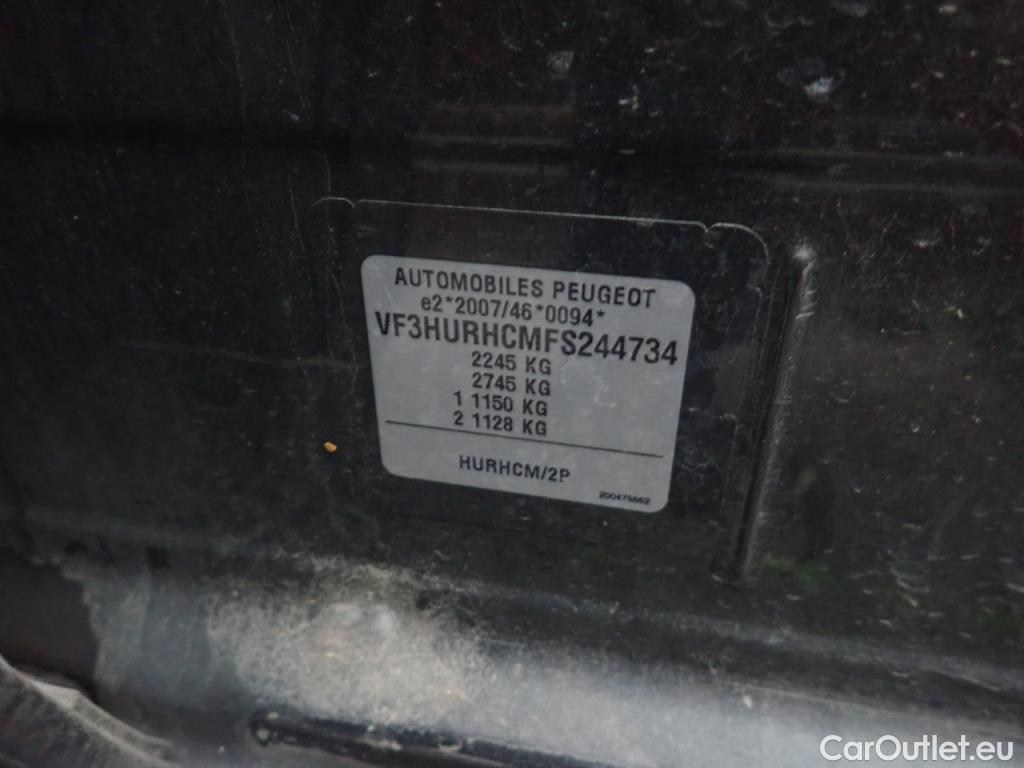 AUTOMOBILES PEUGEOT
e2*2007/46*0094*
VF3HURHCMFS244734
2245 KG
2745 KG
1 1150 KG
2 1128 KG
HURHCM/2P
200475662
CarOutlet.eu